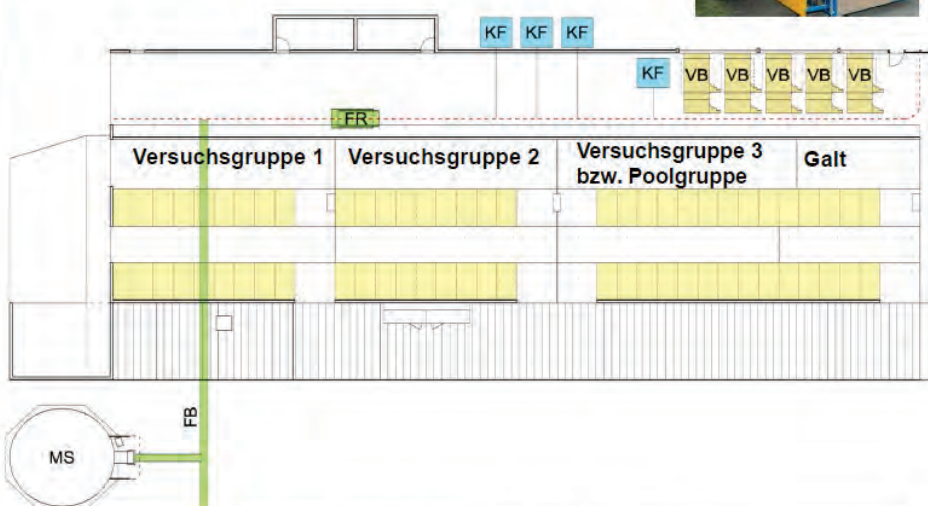 KF KF KF
KF VB VB VB VB VB
FR
Versuchsgruppe 1 Versuchsgruppe 2 Versuchsgruppe 3 Galt
bzw. Poolgruppe
FB
MS